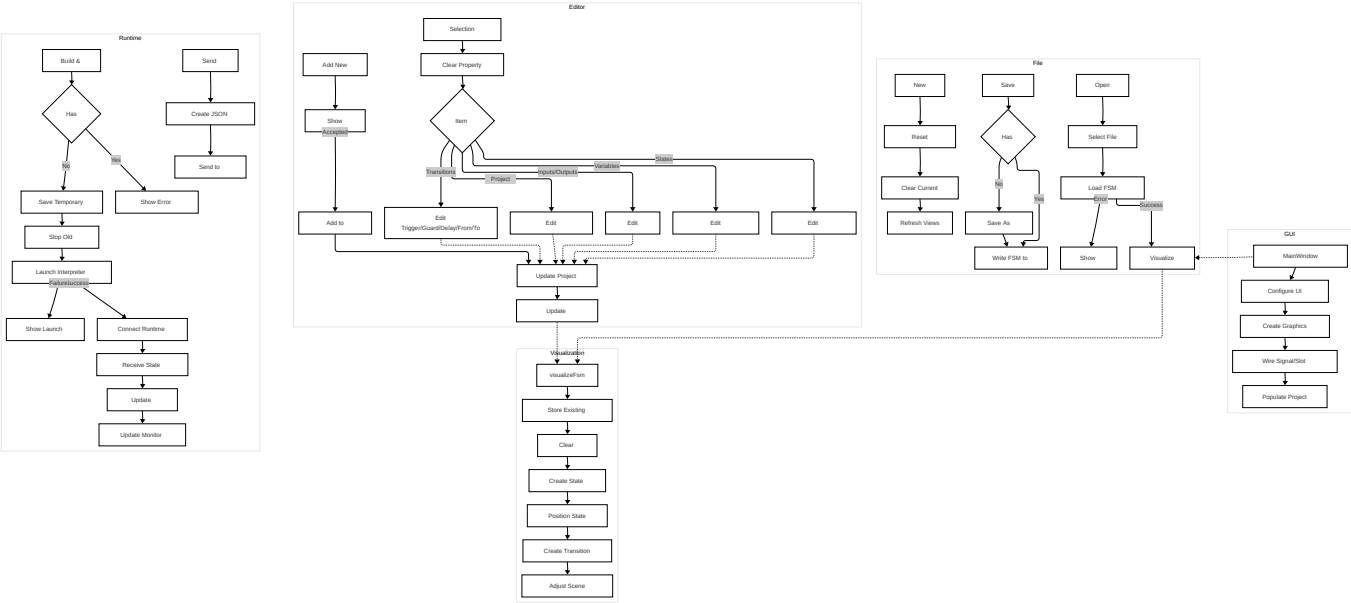 Runtime
Build &
Has
No
Yes
Save Temporary
Show Error
Stop Old
Launch Interpreter
Failure
success
Show Launch
Connect Runtime
Receive State
Update
Update Monitor
Send
Create JSON
Send to
Editor
Selection
Add New
Clear Property
Show
Accepted
Item
States
Variables
Inputs/Outputs
Transitions
Project
Add to
Edit
Trigger/Guard/Delay/From/To
Edit
Edit
Edit
Edit
Update Project
Update
Visualization
visualizeFsm
Store Existing
Clear
Create State
Position State
Create Transition
Adjust Scene
File
New
Save
Open
Reset
Has
Select File
No
Yes
Clear Current
Load FSM
Error
Success
Refresh Views
Save As
Write FSM to
Show
Visualize
GUI
MainWindow
Configure UI
Create Graphics
Wire Signal/Slot
Populate Project